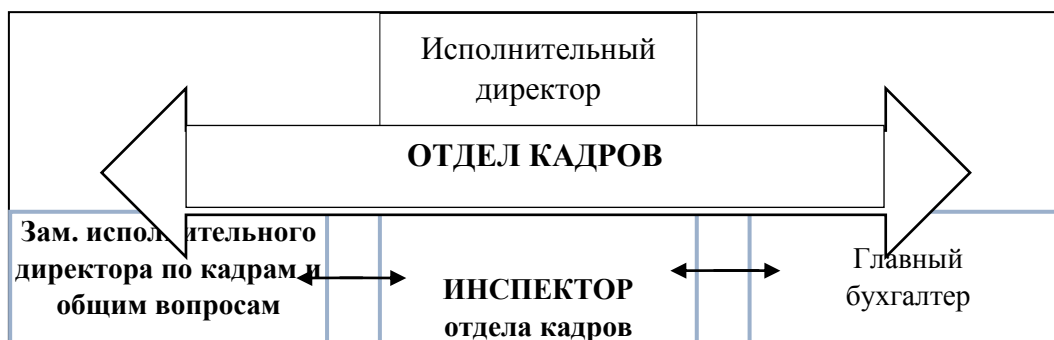 Исполнительный
директор
ОТДЕЛ КАДРОВ
Зам. исполнительного
директора по кадрам и
общим вопросам
ИНСПЕКТОР
отдела кадров
Главный
бухгалтер